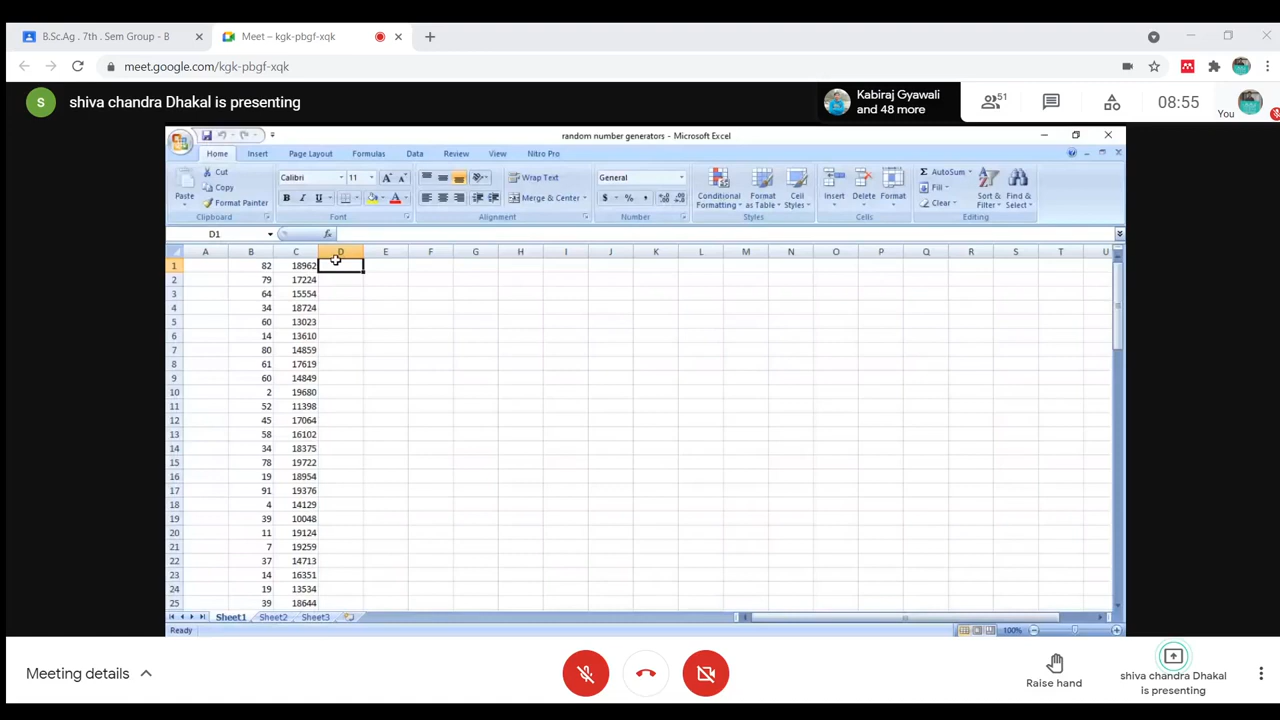 B.Sc.Ag . 7th . Sem Group - B
Meet – kgk-pbgf-xqk
meet.google.com/kgk-pbgf-xqk
S shiva chandra Dhakal is presenting
Kabiraj Gyawali
and 48 more
51
08:55
You
random number generators - Microsoft Excel
Home Insert Page Layout Formulas Data Review View Nitro Pro
Paste
Cut
Copy
Format Painter
Clipboard
Calibri 11
B I U
Font
Wrap Text
Merge & Center
Alignment
General
$ % ,
Number
Conditional Formatting
Format as Table
Cell Styles
Styles
Insert Delete Format
Cells
AutoSum
Fill
Clear
Sort & Filter
Find & Select
Editing
D1 fx
A B C D E F G H I J K L M N O P Q R S T U
1 82 18962
2 79 17224
3 64 15554
4 34 18724
5 60 13023
6 14 13610
7 80 14859
8 61 17619
9 60 14849
10 2 19680
11 52 11398
12 45 17064
13 58 16102
14 34 18375
15 78 19722
16 19 18954
17 91 19376
18 4 14129
19 39 10048
20 11 19124
21 7 19259
22 37 14713
23 14 16351
24 19 13534
25 39 18644
Sheet1 Sheet2 Sheet3
Ready 100%
Meeting details
Raise hand
shiva chandra Dhakal
is presenting